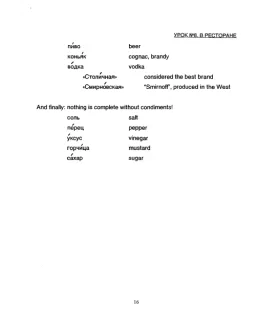 УРОК №6. В РЕСТОРАНЕ
пи́во beer
конья́к cognac, brandy
во́дка vodka
«Столи́чная» considered the best brand
«Смирно́вская» "Smirnoff", produced in the West
And finally: nothing is complete without condiments!
соль salt
пе́рец pepper
у́ксус vinegar
горчи́ца mustard
са́хар sugar